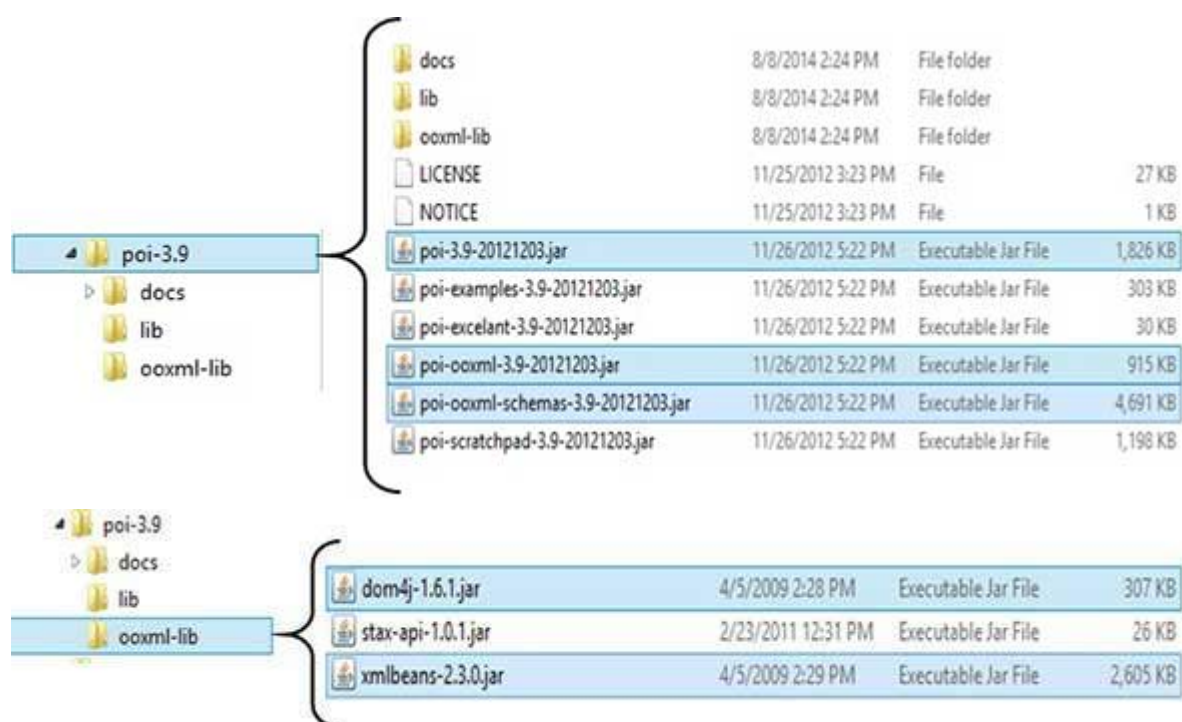 docs 8/8/2014 2:24 PM File folder
lib 8/8/2014 2:24 PM File folder
ooxml-lib 8/8/2014 2:24 PM File folder
LICENSE 11/25/2012 3:23 PM File 27 KB
NOTICE 11/25/2012 3:23 PM File 1 KB
poi-3.9
poi-3.9-20121203.jar 11/26/2012 5:22 PM Executable Jar File 1,826 KB
docs
poi-examples-3.9-20121203.jar 11/26/2012 5:22 PM Executable Jar File 303 KB
lib
poi-excelant-3.9-20121203.jar 11/26/2012 5:22 PM Executable Jar File 30 KB
ooxml-lib
poi-ooxml-3.9-20121203.jar 11/26/2012 5:22 PM Executable Jar File 915 KB
poi-ooxml-schemas-3.9-20121203.jar 11/26/2012 5:22 PM Executable Jar File 4,691 KB
poi-scratchpad-3.9-20121203.jar 11/26/2012 5:22 PM Executable Jar File 1,198 KB
poi-3.9
docs
lib
ooxml-lib
dom4j-1.6.1.jar 4/5/2009 2:28 PM Executable Jar File 307 KB
stax-api-1.0.1.jar 2/23/2011 12:31 PM Executable Jar File 26 KB
xmlbeans-2.3.0.jar 4/5/2009 2:29 PM Executable Jar File 2,605 KB